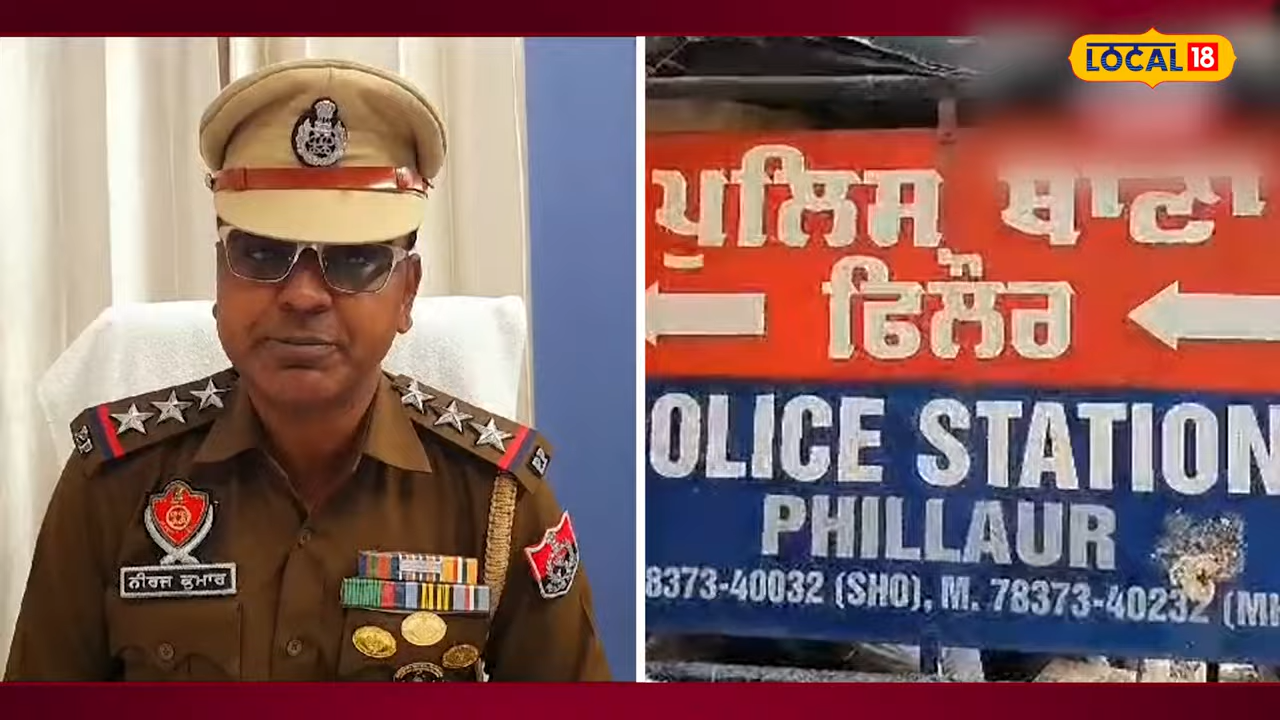 LOCAL 18
ਪੁਲਿਸ ਥਾਣਾ
ਫਿਲੌਰ
OLICE STATION
PHILLAUR
8373-40032 (SHO), M. 78373-40232 (M
ਨੀਰਜ ਕੁਮਾਰ